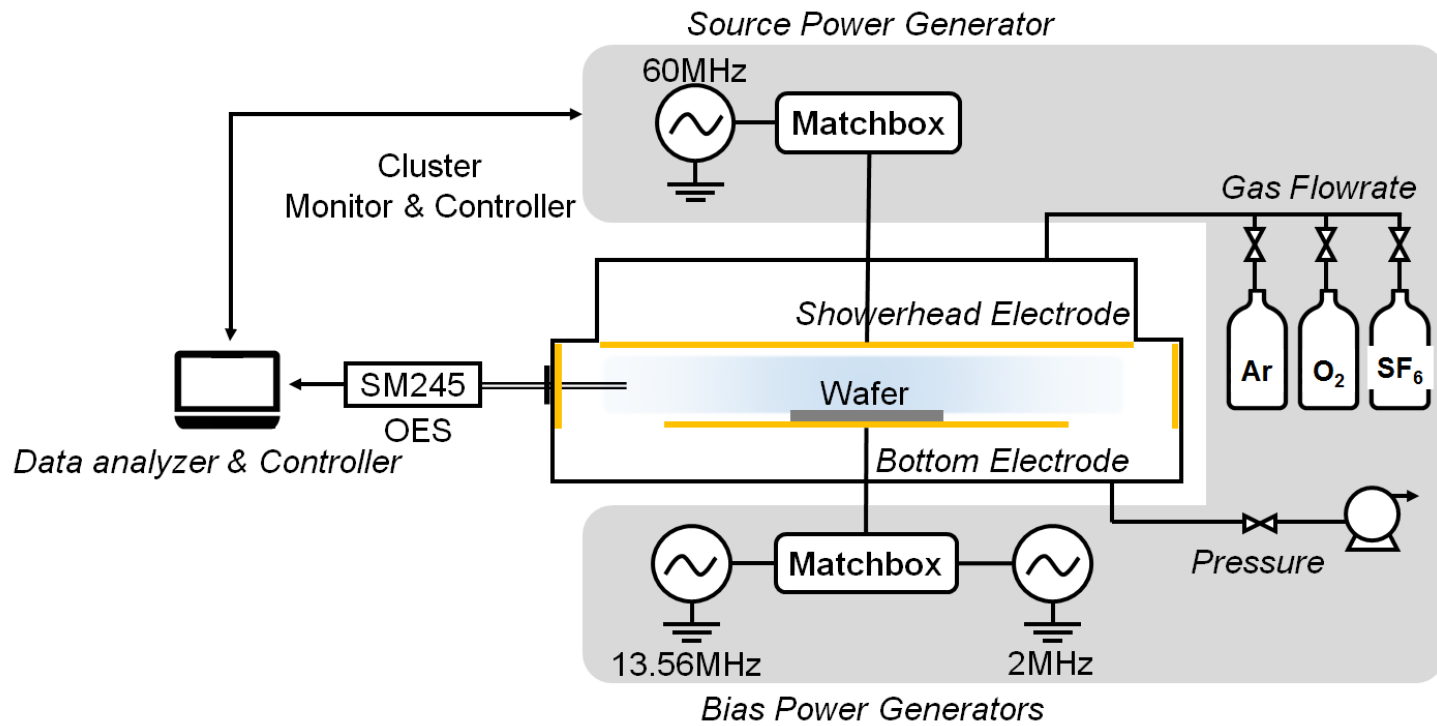 Source Power Generator
60MHz
Matchbox
Cluster
Monitor & Controller
Gas Flowrate
Showerhead Electrode
Ar
O₂
SF₆
SM245
Wafer
OES
Data analyzer & Controller
Bottom Electrode
Matchbox
Pressure
13.56MHz
2MHz
Bias Power Generators